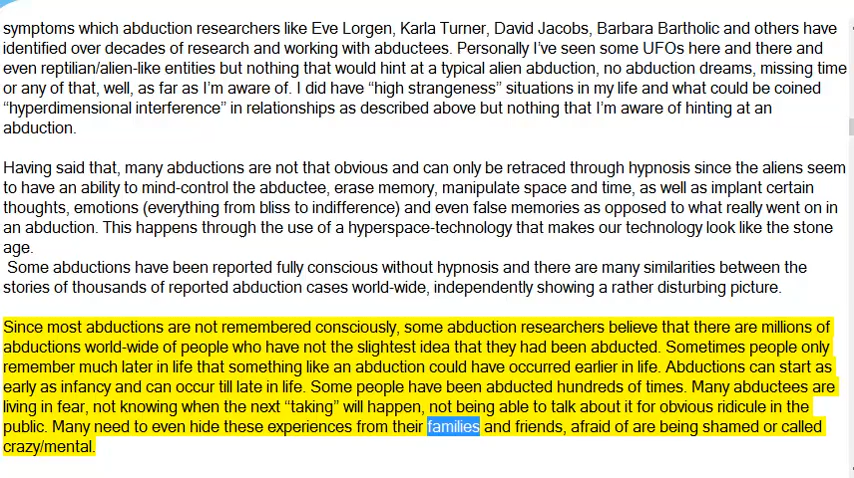 symptoms which abduction researchers like Eve Lorgen, Karla Turner, David Jacobs, Barbara Bartholic and others have
identified over decades of research and working with abductees. Personally I've seen some UFOs here and there and
even reptilian/alien-like entities but nothing that would hint at a typical alien abduction, no abduction dreams, missing time
or any of that, well, as far as I'm aware of. I did have “high strangeness” situations in my life and what could be coined
“hyperdimensional interference” in relationships as described above but nothing that I'm aware of hinting at an
abduction.
Having said that, many abductions are not that obvious and can only be retraced through hypnosis since the aliens seem
to have an ability to mind-control the abductee, erase memory, manipulate space and time, as well as implant certain
thoughts, emotions (everything from bliss to indifference) and even false memories as opposed to what really went on in
an abduction. This happens through the use of a hyperspace-technology that makes our technology look like the stone
age.
Some abductions have been reported fully conscious without hypnosis and there are many similarities between the
stories of thousands of reported abduction cases world-wide, independently showing a rather disturbing picture.
Since most abductions are not remembered consciously, some abduction researchers believe that there are millions of
abductions world-wide of people who have not the slightest idea that they had been abducted. Sometimes people only
remember much later in life that something like an abduction could have occurred earlier in life. Abductions can start as
early as infancy and can occur till late in life. Some people have been abducted hundreds of times. Many abductees are
living in fear, not knowing when the next “taking” will happen, not being able to talk about it for obvious ridicule in the
public. Many need to even hide these experiences from their families and friends, afraid of are being shamed or called
crazy/mental.